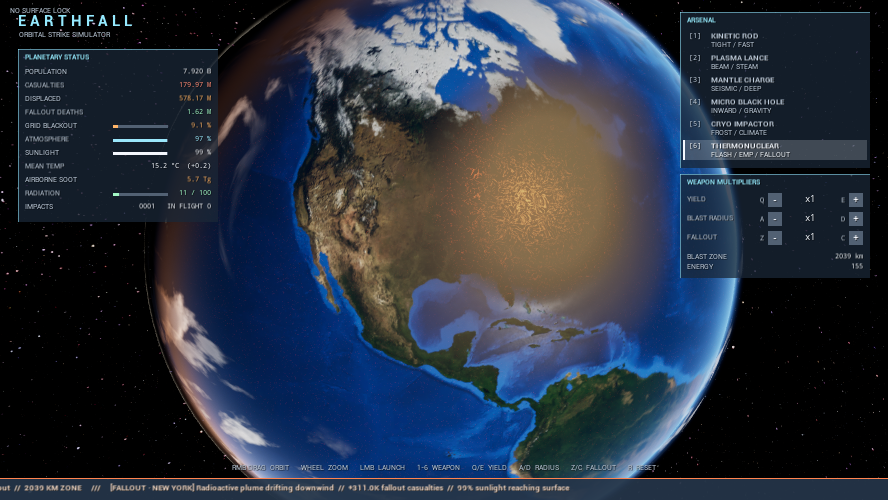 NO SURFACE LOCK
EARTHFALL
ORBITAL STRIKE SIMULATOR
PLANETARY STATUS
POPULATION 7.920 B
CASUALTIES 179.97 M
DISPLACED 578.17 M
FALLOUT DEATHS 1.62 M
GRID BLACKOUT 9.1 %
ATMOSPHERE 97 %
SUNLIGHT 99 %
MEAN TEMP 15.2 °C (+0.2)
AIRBORNE SOOT 5.7 Tg
RADIATION 11 / 100
IMPACTS 0001 IN FLIGHT 0
ARSENAL
[1] KINETIC ROD
TIGHT / FAST
[2] PLASMA LANCE
BEAM / STEAM
[3] MANTLE CHARGE
SEISMIC / DEEP
[4] MICRO BLACK HOLE
INWARD / GRAVITY
[5] CRYO IMPACTOR
FROST / CLIMATE
[6] THERMONUCLEAR
FLASH / EMP / FALLOUT
WEAPON MULTIPLIERS
YIELD Q - x1 E +
BLAST RADIUS A - x1 D +
FALLOUT Z - x1 C +
BLAST ZONE 2039 km
ENERGY 155
RMB DRAG ORBIT WHEEL ZOOM LMB LAUNCH 1-6 WEAPON Q/E YIELD A/D RADIUS Z/C FALLOUT R RESET
out // 2039 KM ZONE /// [FALLOUT - NEW YORK] Radioactive plume drifting downwind // +311.0K fallout casualties // 99% sunlight reaching surface